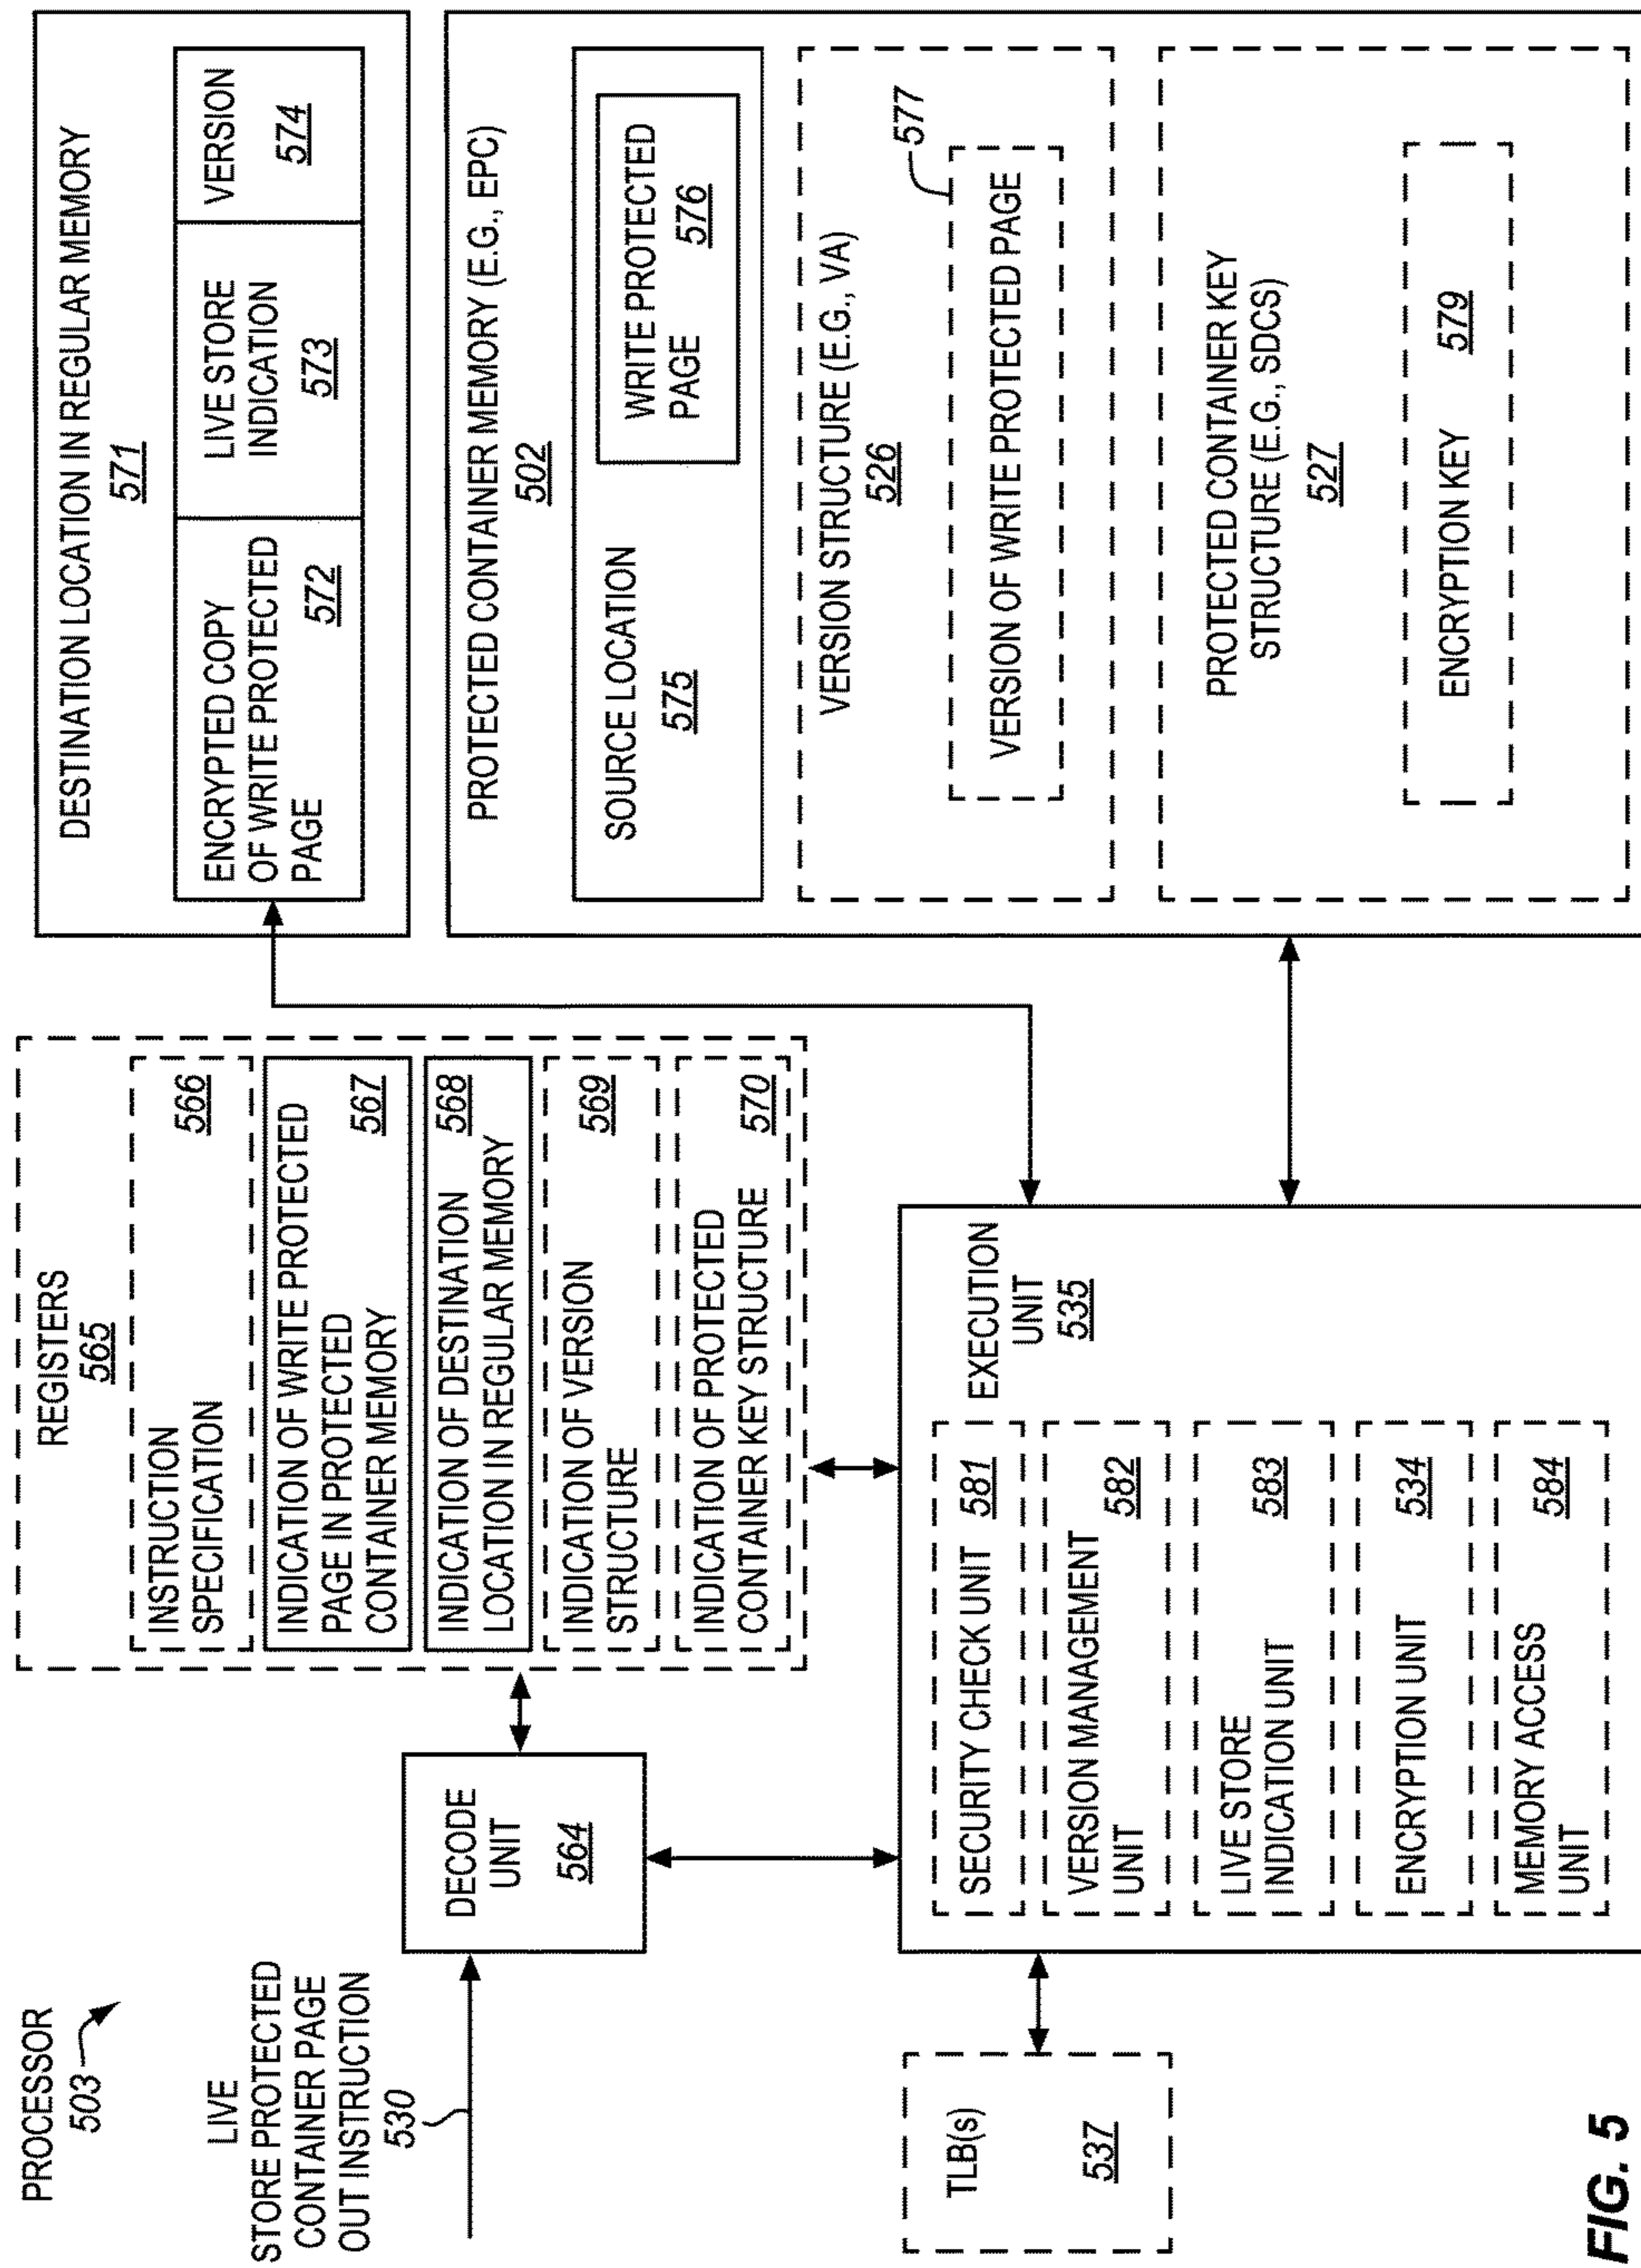 PROCESSOR
503
LIVE
STORE PROTECTED
CONTAINER PAGE
OUT INSTRUCTION
530
DECODE
UNIT
564
REGISTERS
565
INSTRUCTION
SPECIFICATION
566
INDICATION OF WRITE PROTECTED
PAGE IN PROTECTED
CONTAINER MEMORY
567
INDICATION OF DESTINATION
LOCATION IN REGULAR MEMORY
568
INDICATION OF VERSION
STRUCTURE
569
INDICATION OF PROTECTED
CONTAINER KEY STRUCTURE
570
TLB(s)
537
EXECUTION
UNIT
535
SECURITY CHECK UNIT
581
VERSION MANAGEMENT
UNIT
582
LIVE STORE
INDICATION UNIT
583
ENCRYPTION UNIT
534
MEMORY ACCESS
UNIT
584
DESTINATION LOCATION IN REGULAR MEMORY
571
ENCRYPTED COPY
OF WRITE PROTECTED
PAGE
572
LIVE STORE
INDICATION
573
VERSION
574
PROTECTED CONTAINER MEMORY (E.G., EPC)
502
SOURCE LOCATION
575
WRITE PROTECTED
PAGE
576
VERSION STRUCTURE (E.G., VA)
526
577
VERSION OF WRITE PROTECTED PAGE
PROTECTED CONTAINER KEY
STRUCTURE (E.G., SDCS)
527
ENCRYPTION KEY
579
FIG. 5